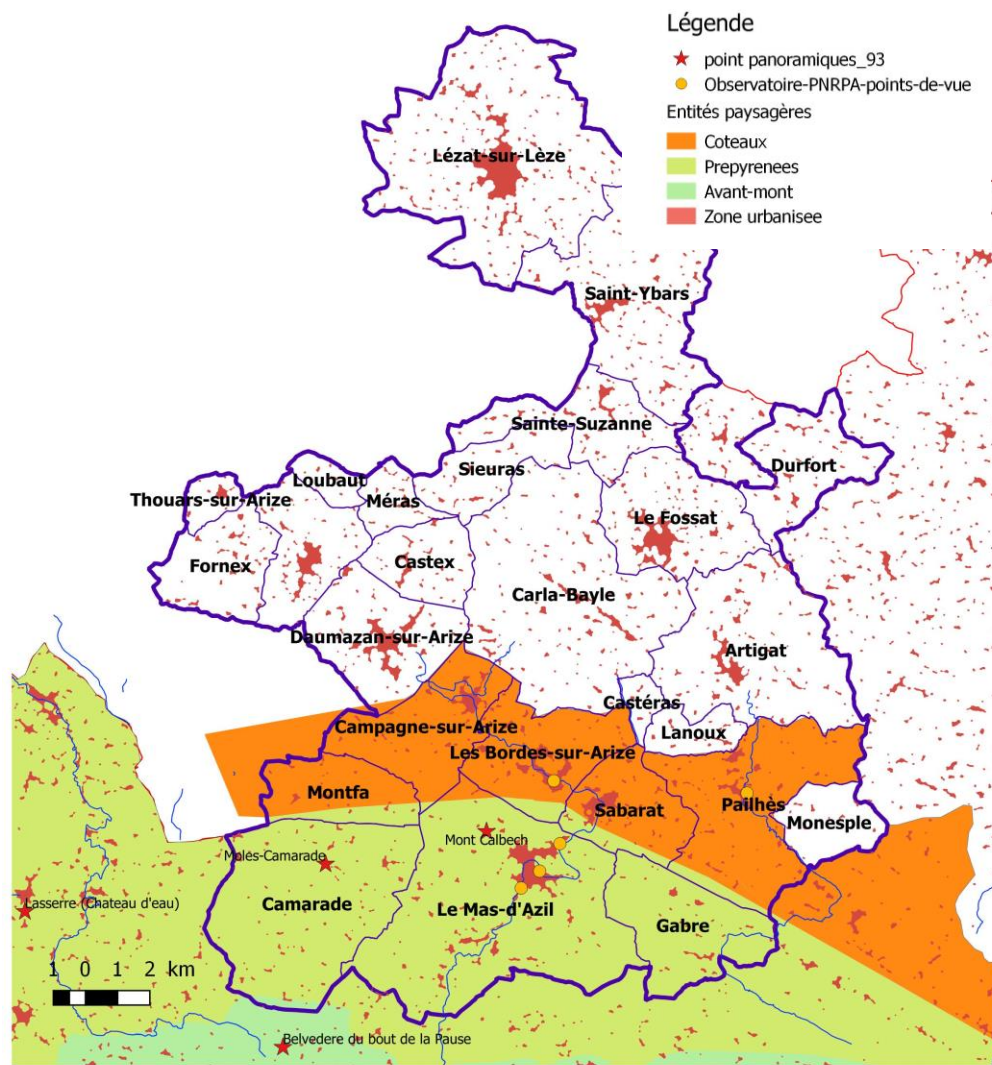 Légende
point panoramiques_93
Observatoire-PNRPA-points-de-vue
Entités paysagères
Coteaux
Prepyrenees
Avant-mont
Zone urbanisee
Lézat-sur-Lèze
Saint-Ybars
Sainte-Suzanne
Durfort
Sieuras
Loubaut
Thouars-sur-Arize
Méras
Le Fossat
Fornex
Castex
Carla-Bayle
Daumazan-sur-Arize
Artigat
Castéras
Campagne-sur-Arize
Lanoux
Les Bordes-sur-Arize
Montfa
Sabarat
Pailhès
Monesple
Mont Calbech
Molés-Camarade
Lasserre (Chateau d'eau)
Camarade
Le Mas-d'Azil
Gabre
1 0 1 2 km
Belvedere du bout de la Pause